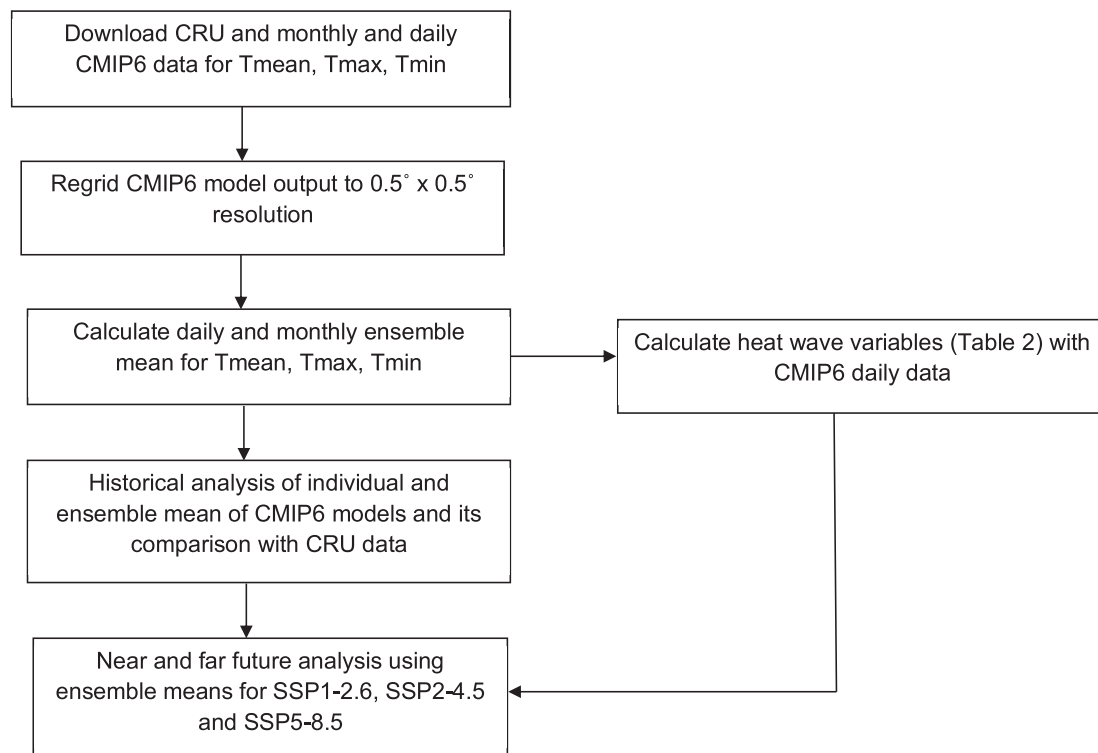 Download CRU and monthly and daily
CMIP6 data for Tmean, Tmax, Tmin
Regrid CMIP6 model output to 0.5˚ x 0.5˚
resolution
Calculate daily and monthly ensemble
mean for Tmean, Tmax, Tmin
Calculate heat wave variables (Table 2) with
CMIP6 daily data
Historical analysis of individual and
ensemble mean of CMIP6 models and its
comparison with CRU data
Near and far future analysis using
ensemble means for SSP1-2.6, SSP2-4.5
and SSP5-8.5